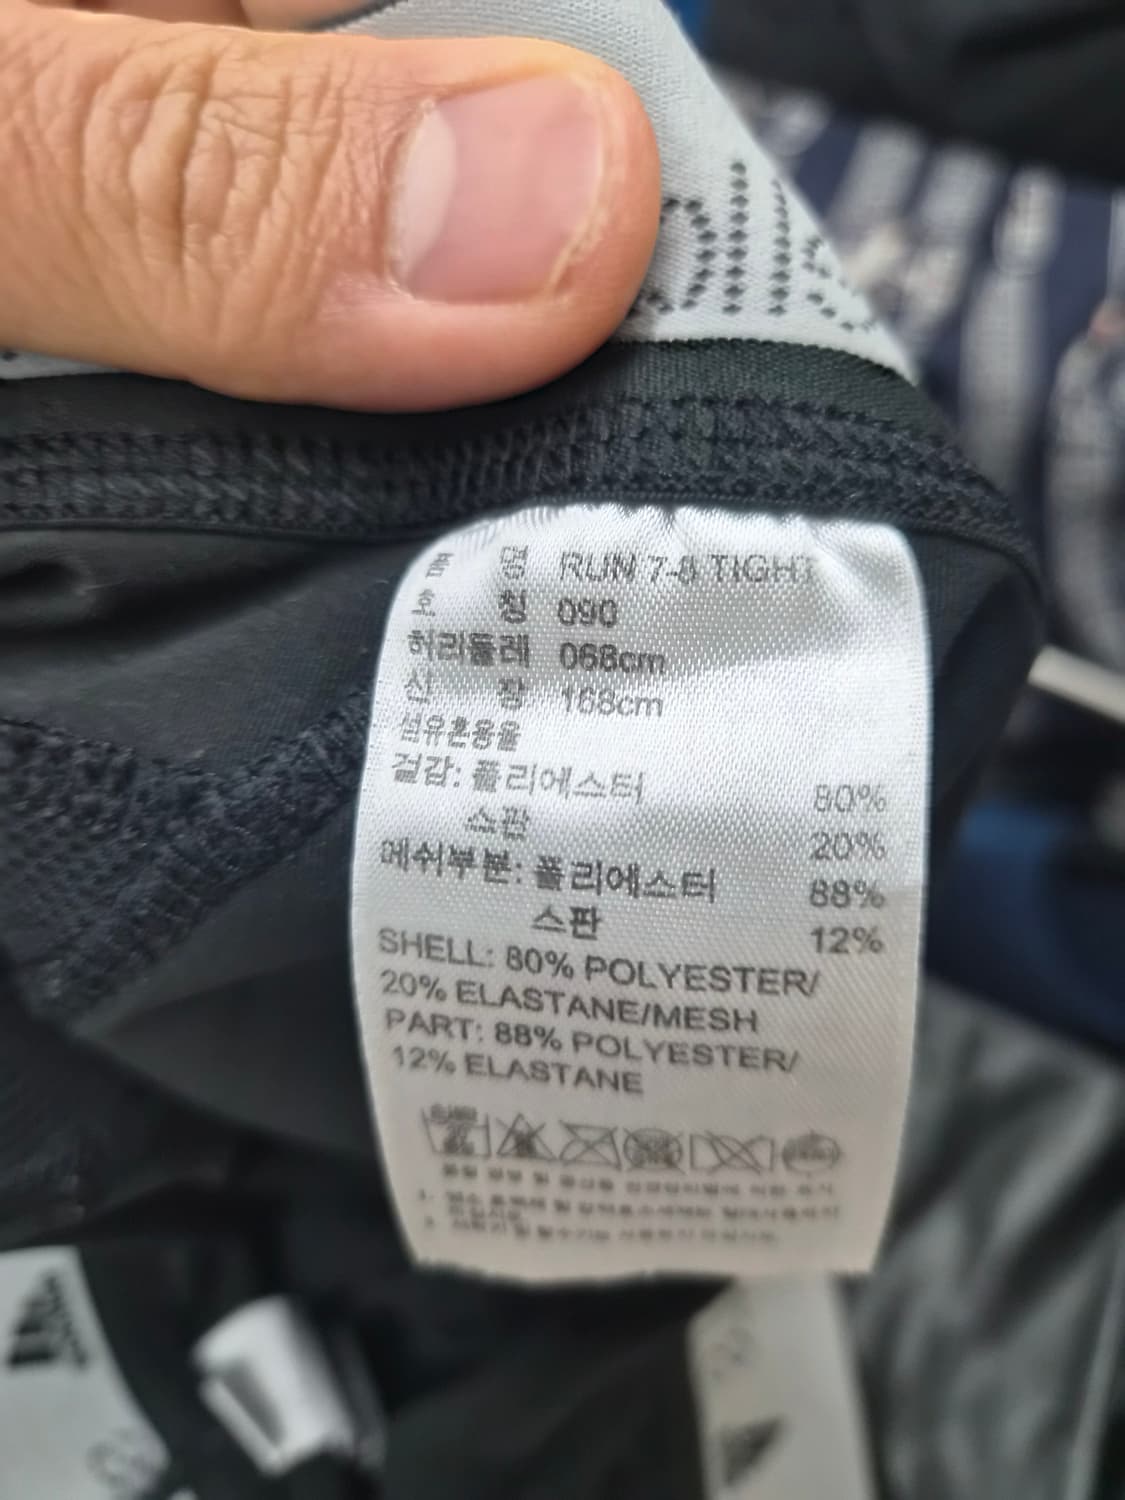 품 명 RUN 7-8 TIGHT
호 칭 090
허리둘레 068cm
신 장 168cm
섬유혼용율
겉감: 폴리에스터 80%
스판 20%
메쉬부분: 폴리에스터 88%
스판 12%
SHELL: 80% POLYESTER/
20% ELASTANE/MESH
PART: 88% POLYESTER/
12% ELASTANE